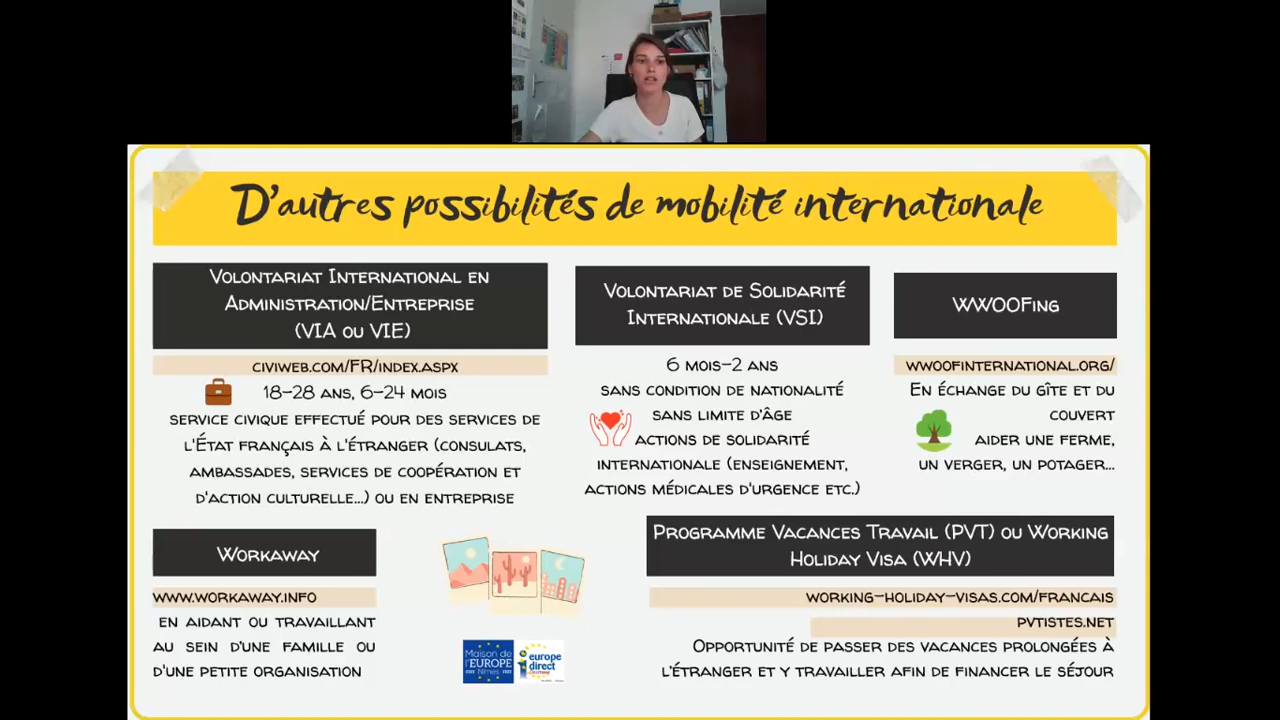 D'autres possibilités de mobilité internationale
Volontariat International en
Administration/Entreprise
(VIA ou VIE)
civiweb.com/FR/index.aspx
18-28 ans, 6-24 mois
service civique effectué pour des services de
l'État français à l'étranger (consulats,
ambassades, services de coopération et
d'action culturelle...) ou en entreprise
Volontariat de Solidarité
Internationale (VSI)
6 mois-2 ans
sans condition de nationalité
sans limite d'âge
actions de solidarité
internationale (enseignement,
actions médicales d'urgence etc.)
WWOOFing
wwoofinternational.org/
En échange du gîte et du
couvert
aider une ferme,
un verger, un potager...
Workaway
www.workaway.info
en aidant ou travaillant
au sein d'une famille ou
d'une petite organisation
Maison de
l'EUROPE
Nîmes
europe
direct
Programme Vacances Travail (PVT) ou Working
Holiday Visa (WHV)
working-holiday-visas.com/francais
pvtistes.net
Opportunité de passer des vacances prolongées à
l'étranger et y travailler afin de financer le séjour